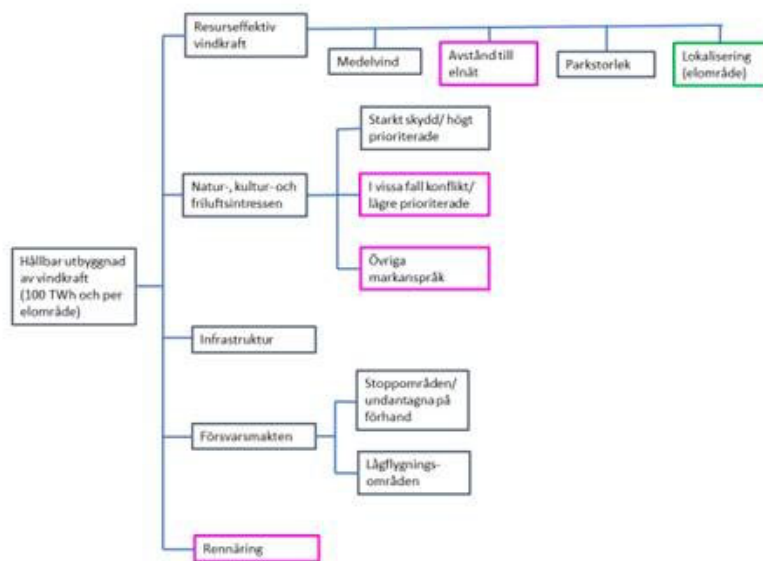 Resurseffektiv
vindkraft
Medelvind
Avstånd till
elnät
Parkstorlek
Lokalisering
(elområde)
Starkt skydd/ högt
prioriterade
Natur-, kultur- och
friluftsintressen
I vissa fall konflikt/
lägre prioriterade
Övriga
markanspråk
Hållbar utbyggnad
av vindkraft
(100 TWh och per
elområde)
Infrastruktur
Stoppområden/
undantagna på
förhand
Försvarsmakten
Lågflygnings-
områden
Rennäring